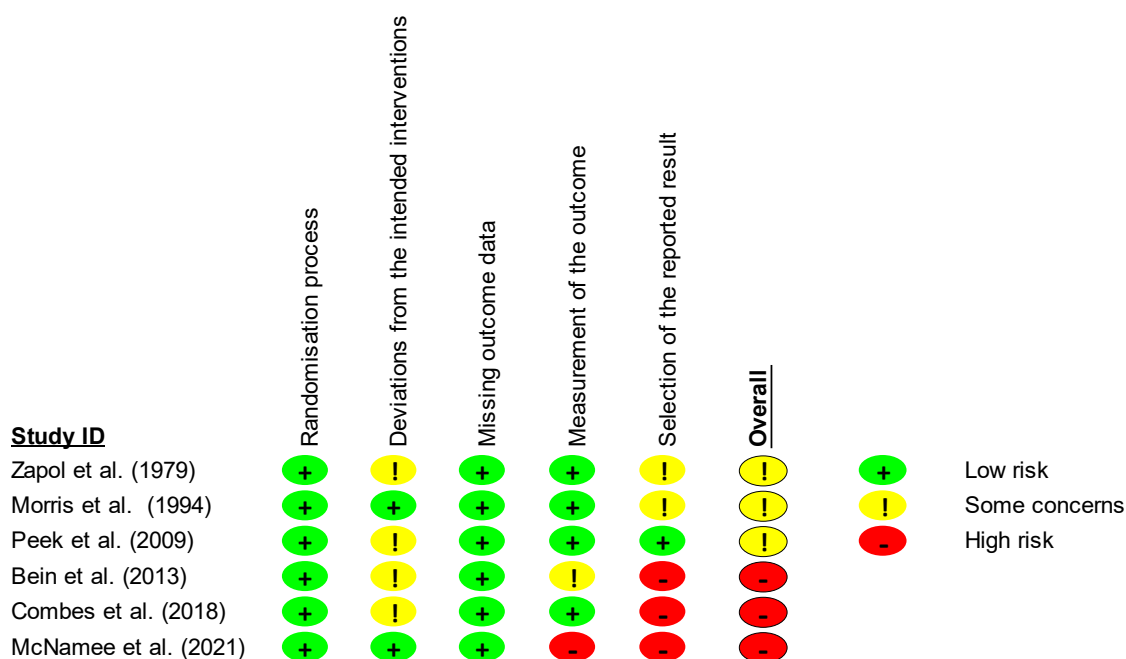 Randomisation process
Deviations from the intended interventions
Missing outcome data
Measurement of the outcome
Selection of the reported result
Overall
Study ID
Zapol et al. (1979) + ! + + ! ! + Low risk
Morris et al. (1994) + + + + ! ! ! Some concerns
Peek et al. (2009) + ! + + + ! - High risk
Bein et al. (2013) + ! + ! - -
Combes et al. (2018) + ! + + - -
McNamee et al. (2021) + + + - - -